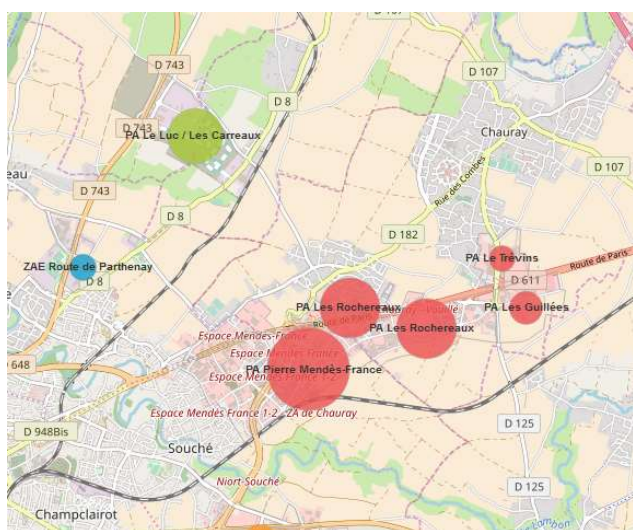 D 743
D 107
D 743
PA Le Luc / Les Carreaux
D 8
Chauray
Rue des Combes
D 107
D 743
D 8
D 182
PA Le Trévins
Route de Paris
ZAE Route de Parthenay
D 8
D 611
PA Les Rochereaux
PA Les Guillées
PA Les Rochereaux
Espace Mendès-France
Espace Mendès France
PA Pierre Mendès-France
Espace Mendès France 1-2
648
Espace Mendès France 1-2
ZA de Chauray
D 948Bis
D 125
Souché
Niort-Souché
D 125
Champclairot
Lambon